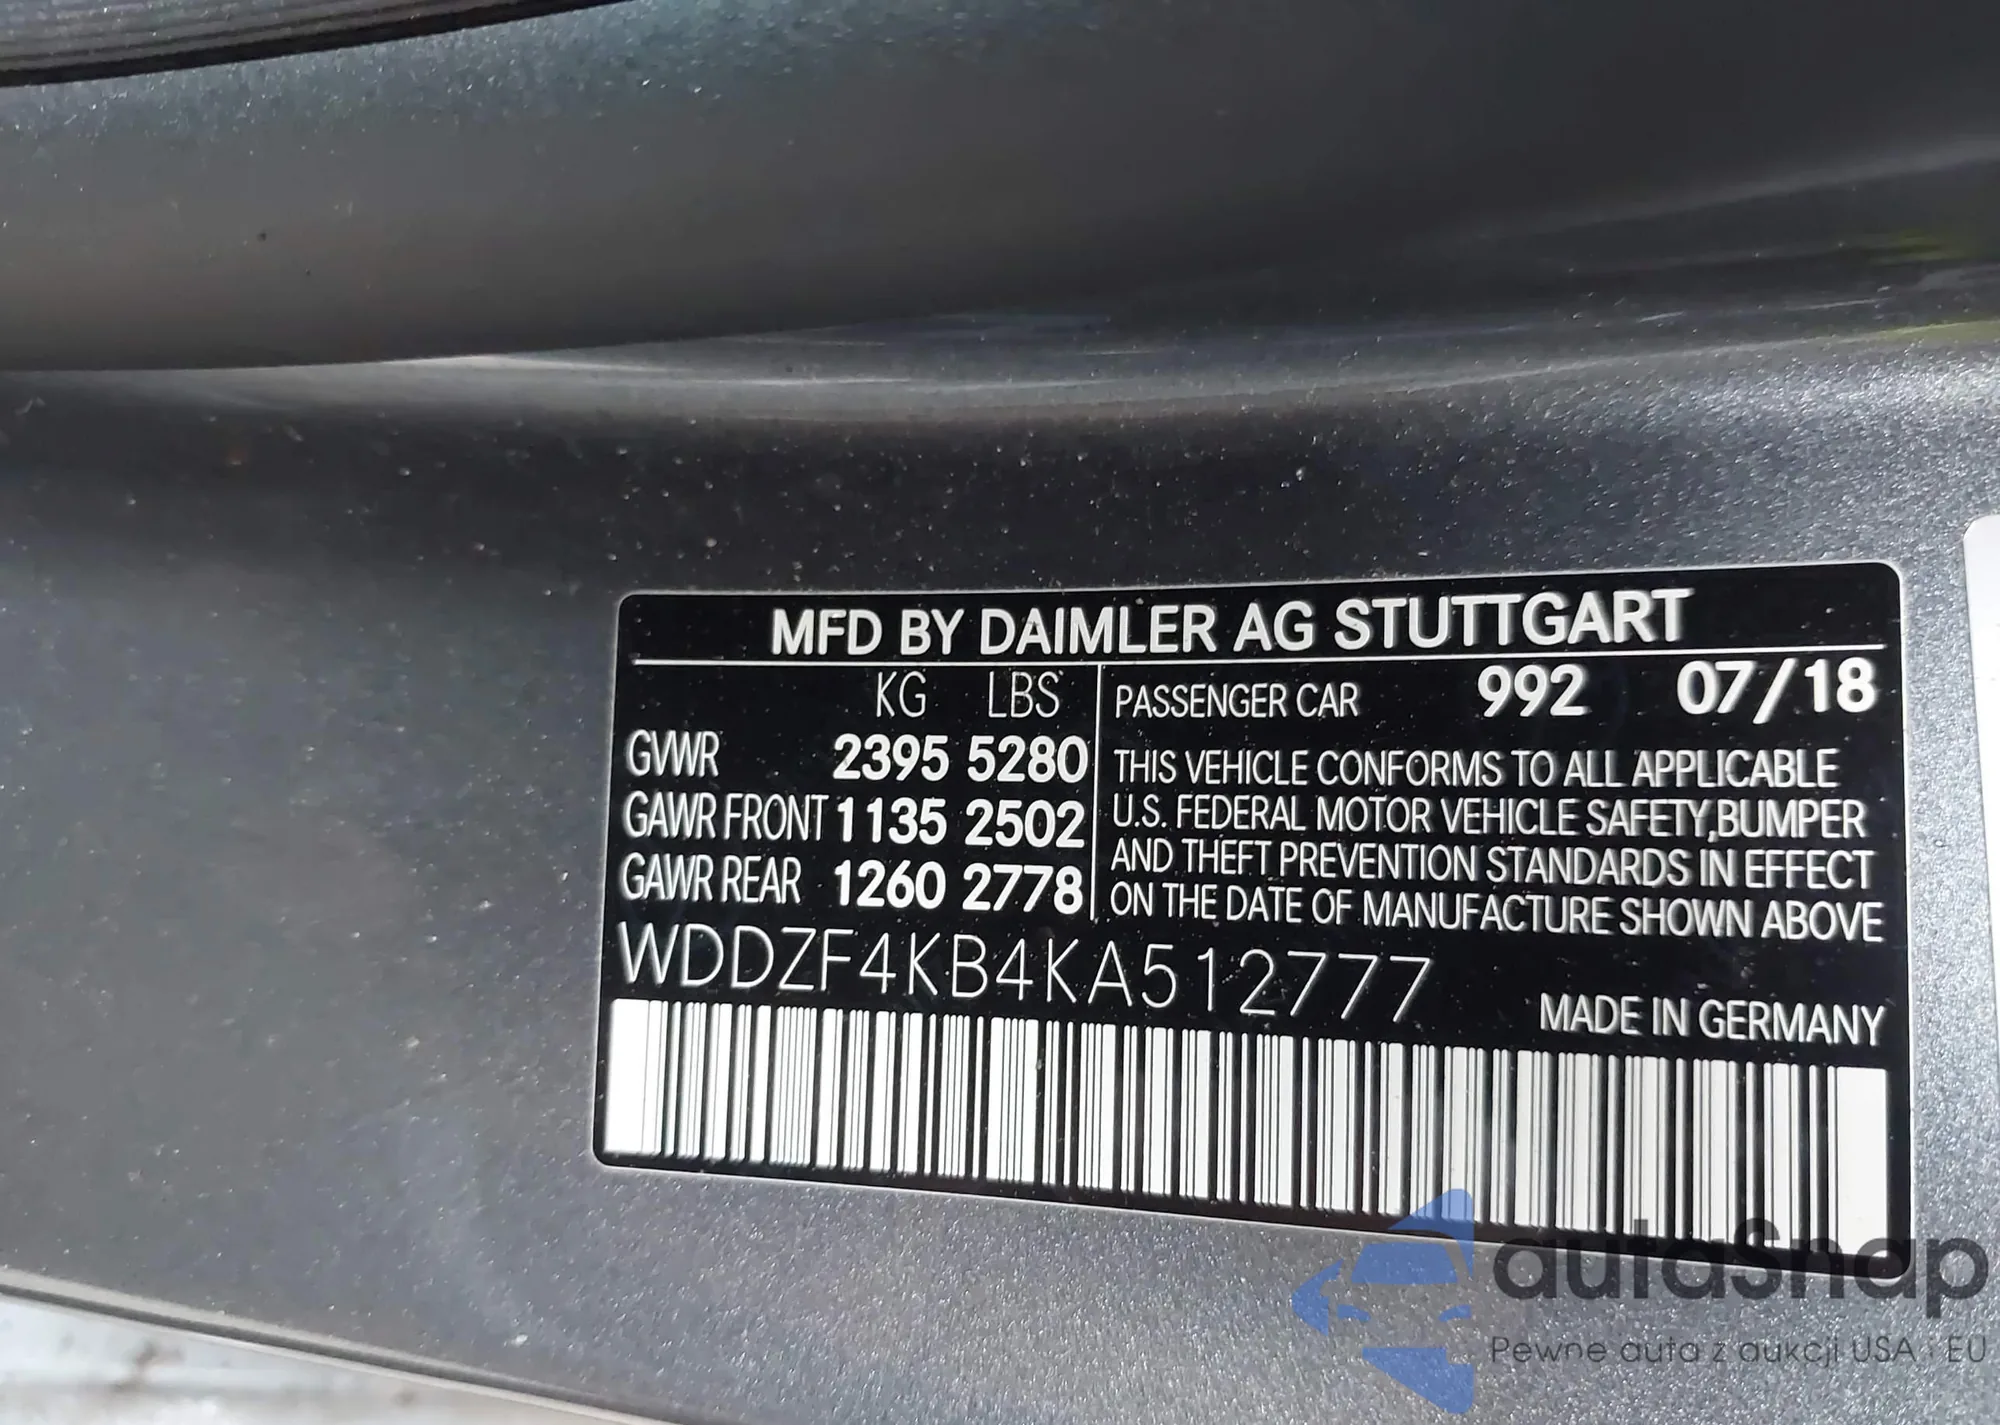 MFD BY DAIMLER AG STUTTGART
KG LBS
GVWR 2395 5280
GAWR FRONT 1135 2502
GAWR REAR 1260 2778
PASSENGER CAR 992 07/18
THIS VEHICLE CONFORMS TO ALL APPLICABLE
U.S. FEDERAL MOTOR VEHICLE SAFETY,BUMPER
AND THEFT PREVENTION STANDARDS IN EFFECT
ON THE DATE OF MANUFACTURE SHOWN ABOVE
WDDZF4KB4KA512777
MADE IN GERMANY
autaSnap
Pewne auta z aukcji USA i EU